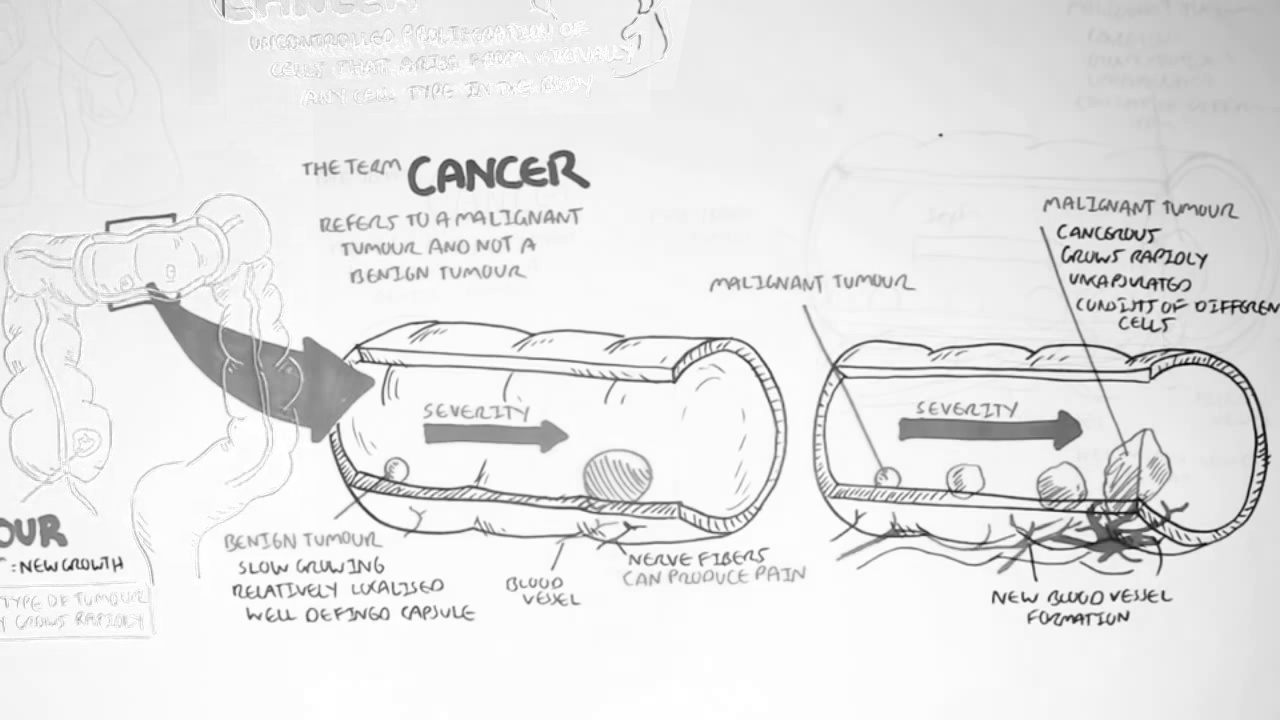 CANCER
UNCONTROLLED PROLIFERATION OF
CELLS THAT ARISE FROM VIRTUALLY
ANY CELL TYPE IN THE BODY
THE TERM CANCER
REFERS TO A MALIGNANT
TUMOUR AND NOT A
BENIGN TUMOUR
MALIGNANT TUMOUR
MALIGNANT TUMOUR
CANCEROUS
GROWS RAPIDLY
UNCAPSULATED
CONSISTS OF DIFFEREN
CELLS
SEVERITY
SEVERITY
OUR
: NEW GROWTH
TYPE OF TUMOUR
Y GROWS RAPIDLY
BENIGN TUMOUR
SLOW GROWING
RELATIVELY LOCALISED
WELL DEFINED CAPSULE
BLOOD
VESSEL
NERVE FIBERS
CAN PRODUCE PAIN
NEW BLOOD VESSEL
FORMATION